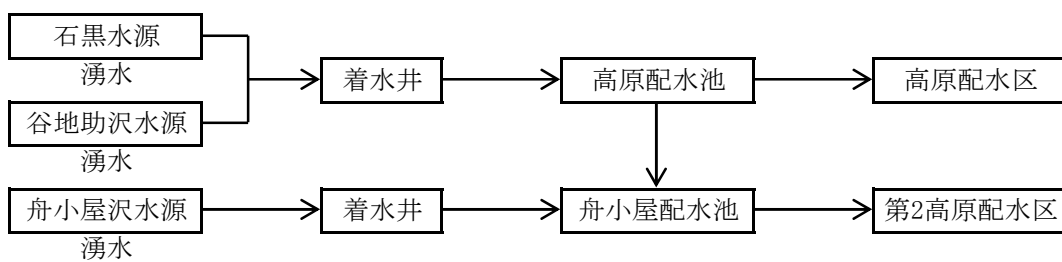 石黒水源
湧水
着水井
高原配水池
高原配水区
谷地助沢水源
湧水
舟小屋沢水源
着水井
舟小屋配水池
第2高原配水区
湧水